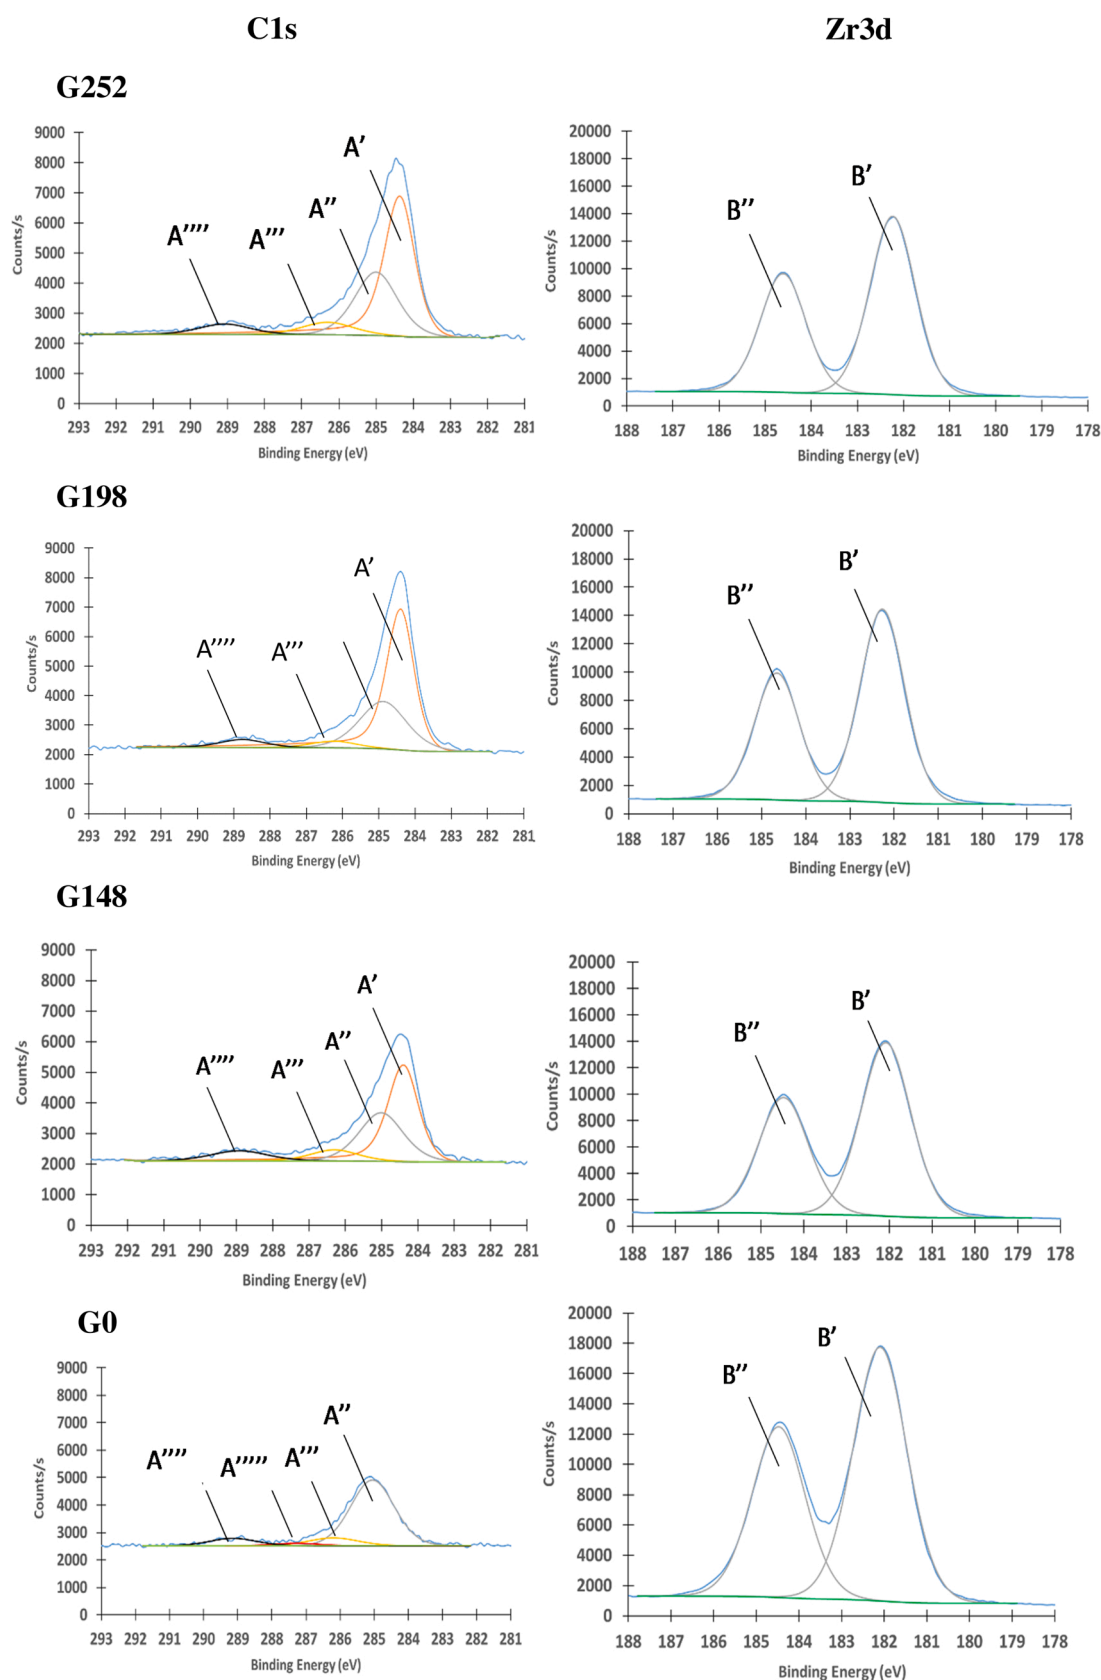 C1s Zr3d
G252
9000
8000
7000
6000
5000
4000
3000
2000
1000
0
Counts/s
A’
A’’
A’’’
A’’’’
293 292 291 290 289 288 287 286 285 284 283 282 281
Binding Energy (eV)
20000
18000
16000
14000
12000
10000
8000
6000
4000
2000
0
Counts/s
B’
B’’
188 187 186 185 184 183 182 181 180 179 178
Binding Energy (eV)
G198
9000
8000
7000
6000
5000
4000
3000
2000
1000
0
Counts/s
A’
A’’’’
A’’’
293 292 291 290 289 288 287 286 285 284 283 282 281
Binding Energy (eV)
20000
18000
16000
14000
12000
10000
8000
6000
4000
2000
0
Counts/s
B’
B’’
188 187 186 185 184 183 182 181 180 179 178
Binding Energy (eV)
G148
9000
8000
7000
6000
5000
4000
3000
2000
1000
0
Counts/s
A’
A’’
A’’’’
A’’’
293 292 291 290 289 288 287 286 285 284 283 282 281
Binding Energy (eV)
20000
18000
16000
14000
12000
10000
8000
6000
4000
2000
0
Counts/s
B’
B’’
188 187 186 185 184 183 182 181 180 179 178
Binding Energy (eV)
G0
9000
8000
7000
6000
5000
4000
3000
2000
1000
0
Counts/s
A’’
A’’’’
A’’’’’
A’’’
293 292 291 290 289 288 287 286 285 284 283 282 281
Binding Energy (eV)
20000
18000
16000
14000
12000
10000
8000
6000
4000
2000
0
Counts/s
B’
B’’
188 187 186 185 184 183 182 181 180 179 178
Binding Energy (eV)